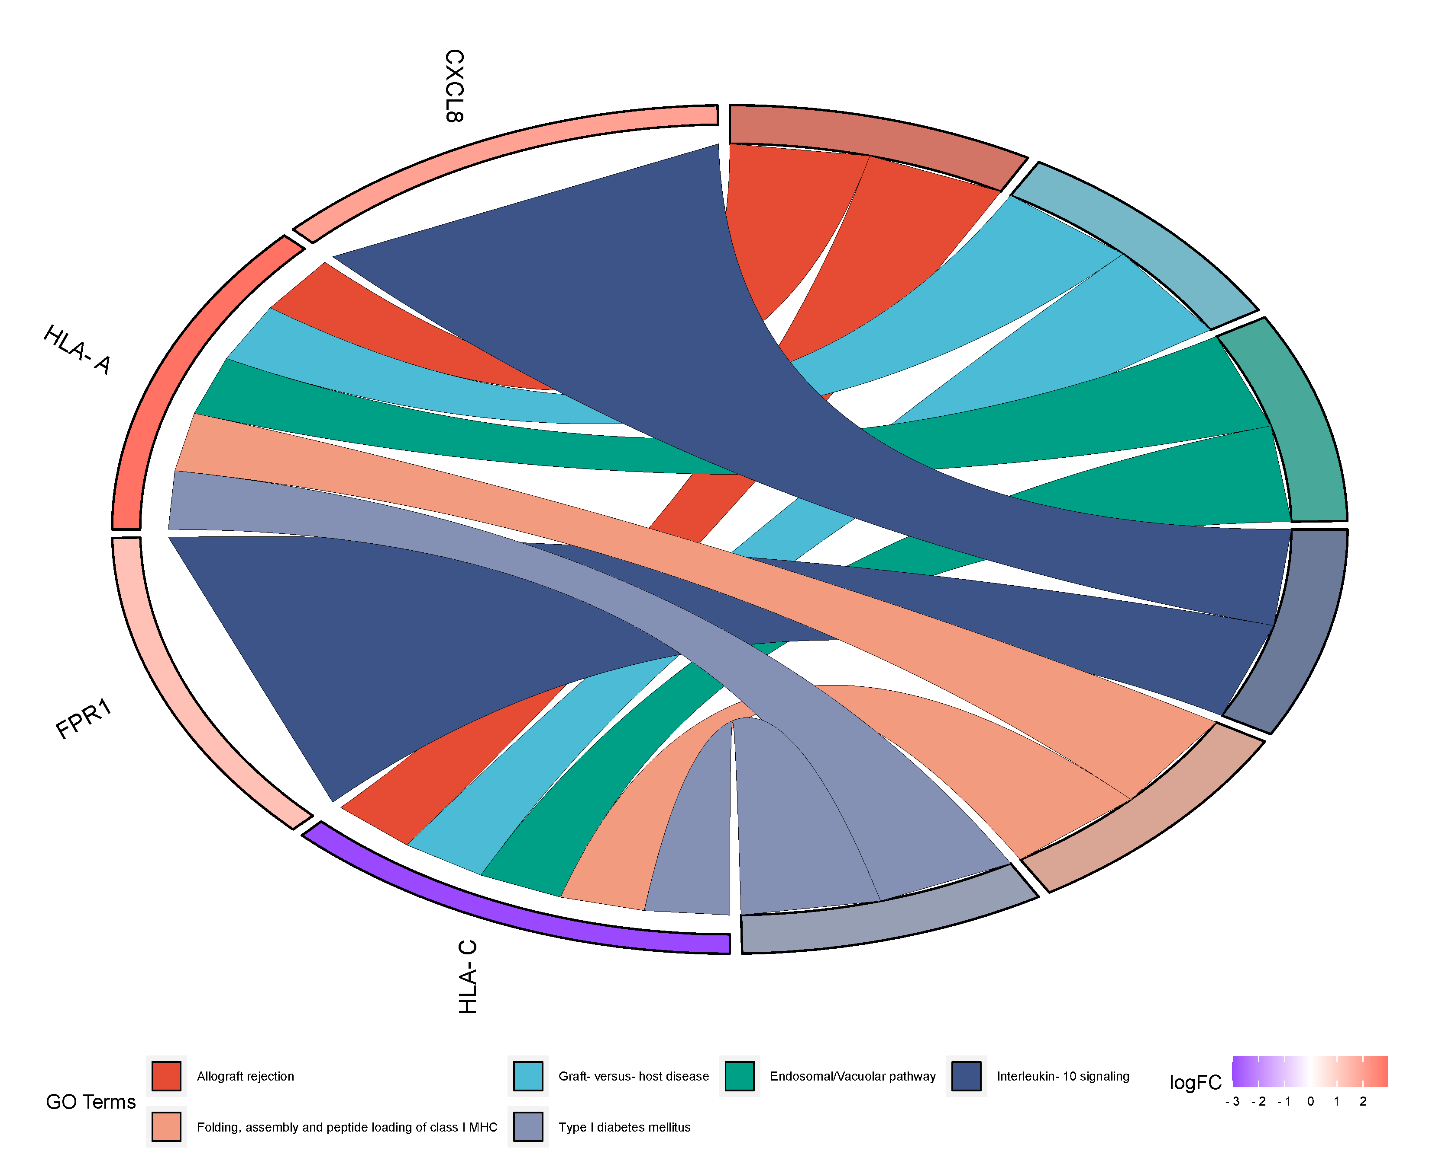 CXCL8
HLA- A
FPR1
HLA- C
GO Terms
Allograft rejection
Graft- versus- host disease
Endosomal/Vacuolar pathway
Interleukin- 10 signaling
Folding, assembly and peptide loading of class I MHC
Type I diabetes mellitus
logFC
- 3 - 2 - 1 0 1 2